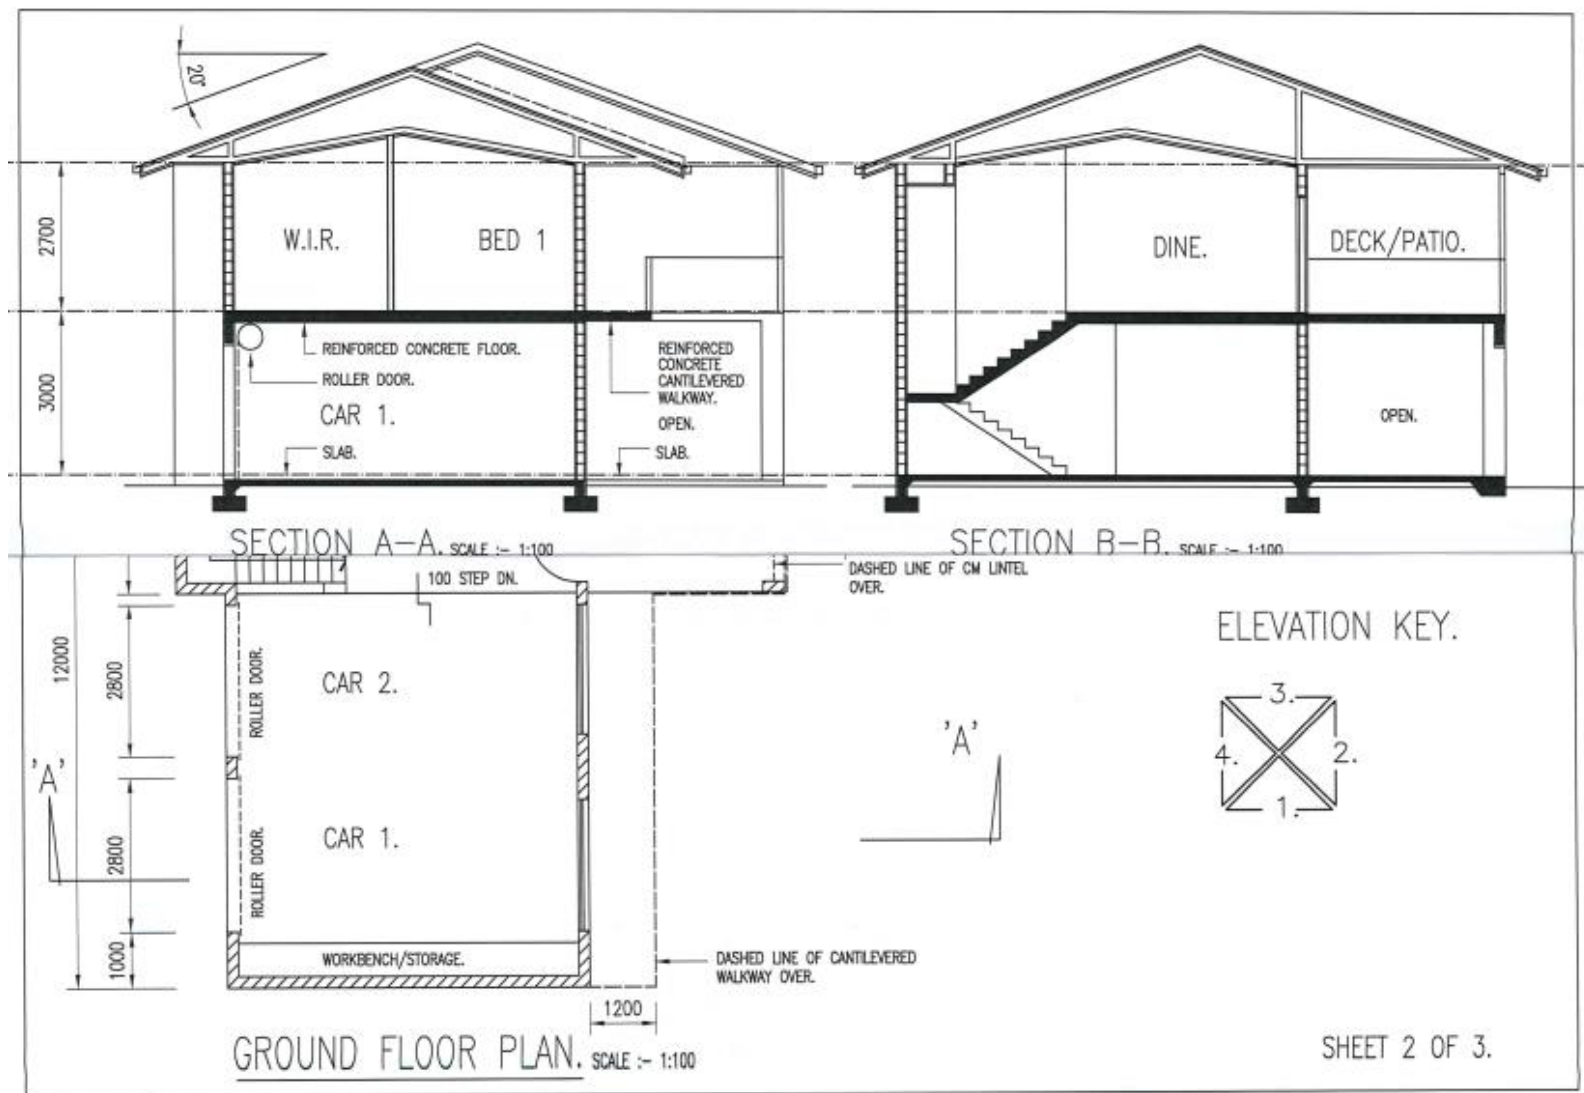 20°
2700
3000
W.I.R.
BED 1
REINFORCED CONCRETE FLOOR.
ROLLER DOOR.
CAR 1.
SLAB.
REINFORCED
CONCRETE
CANTILEVERED
WALKWAY.
OPEN.
SLAB.
DINE.
DECK/PATIO.
OPEN.
SECTION A-A. SCALE :- 1:100
SECTION B-B. SCALE :- 1:100
100 STEP DN.
DASHED LINE OF CM LINTEL
OVER.
12000
2800
2800
1000
'A'
ROLLER DOOR.
CAR 2.
ROLLER DOOR.
CAR 1.
WORKBENCH/STORAGE.
'A'
DASHED LINE OF CANTILEVERED
WALKWAY OVER.
1200
ELEVATION KEY.
3.
4.
2.
1.
GROUND FLOOR PLAN. SCALE :- 1:100
SHEET 2 OF 3.